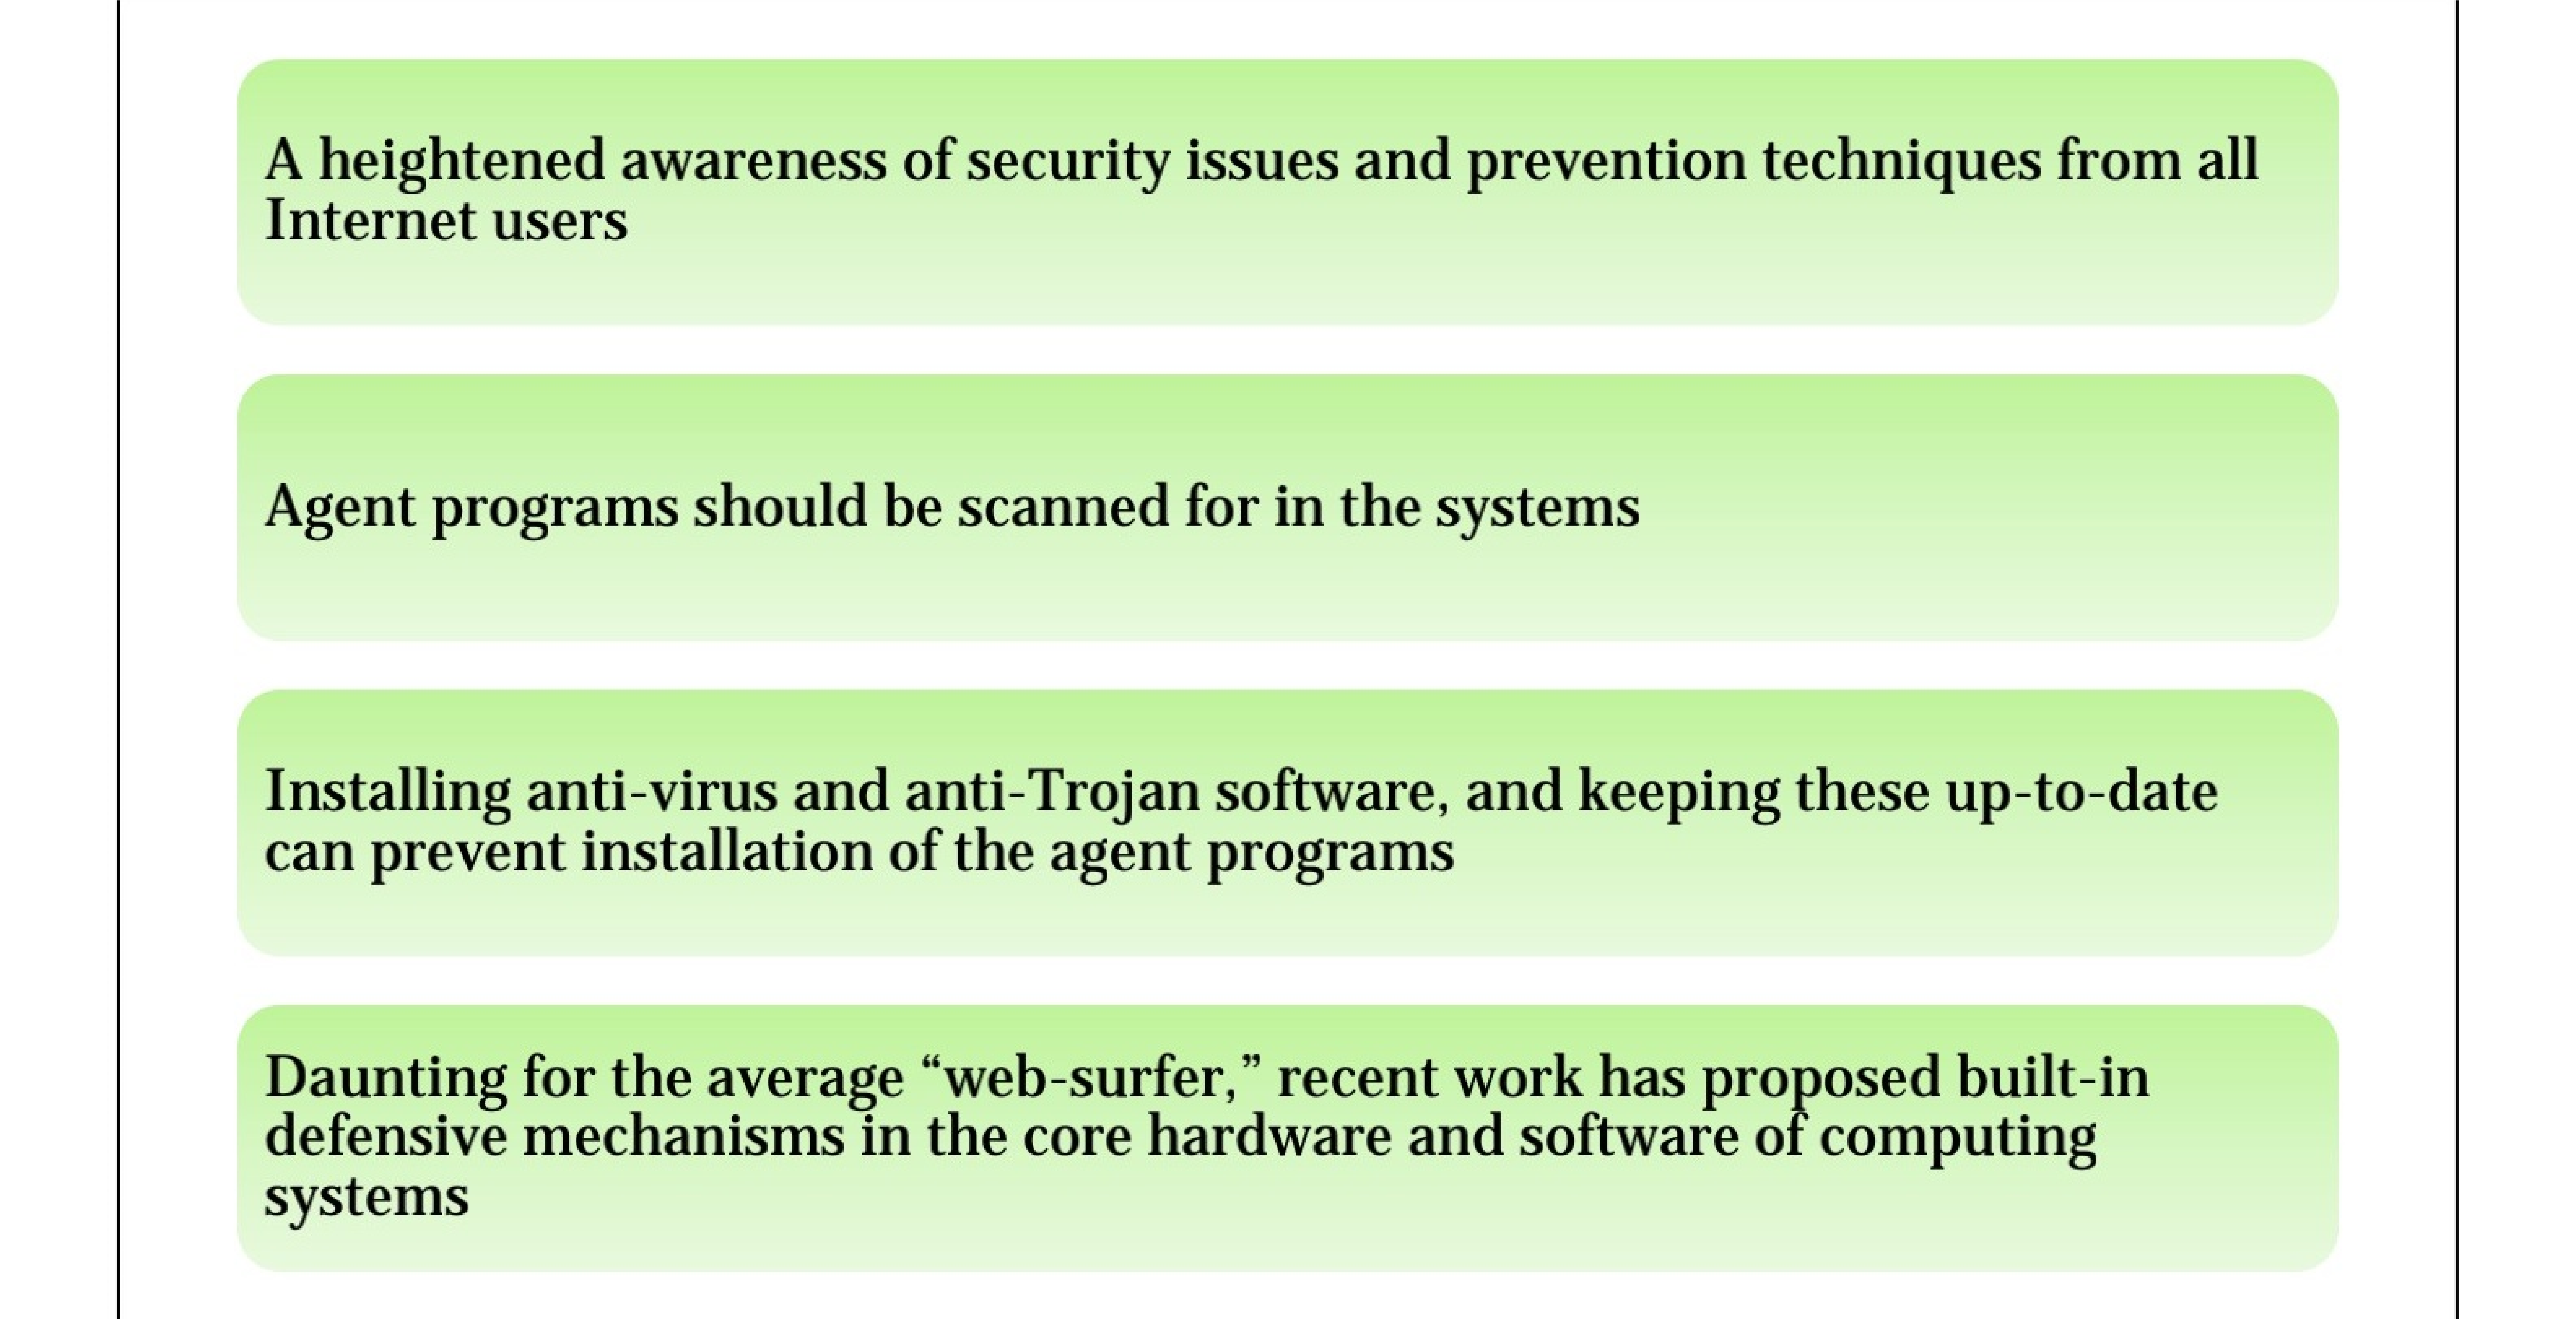 A heightened awareness of security issues and prevention techniques from all
Internet users
Agent programs should be scanned for in the systems
Installing anti-virus and anti-Trojan software, and keeping these up-to-date
can prevent installation of the agent programs
Daunting for the average “web-surfer,” recent work has proposed built-in
defensive mechanisms in the core hardware and software of computing
systems